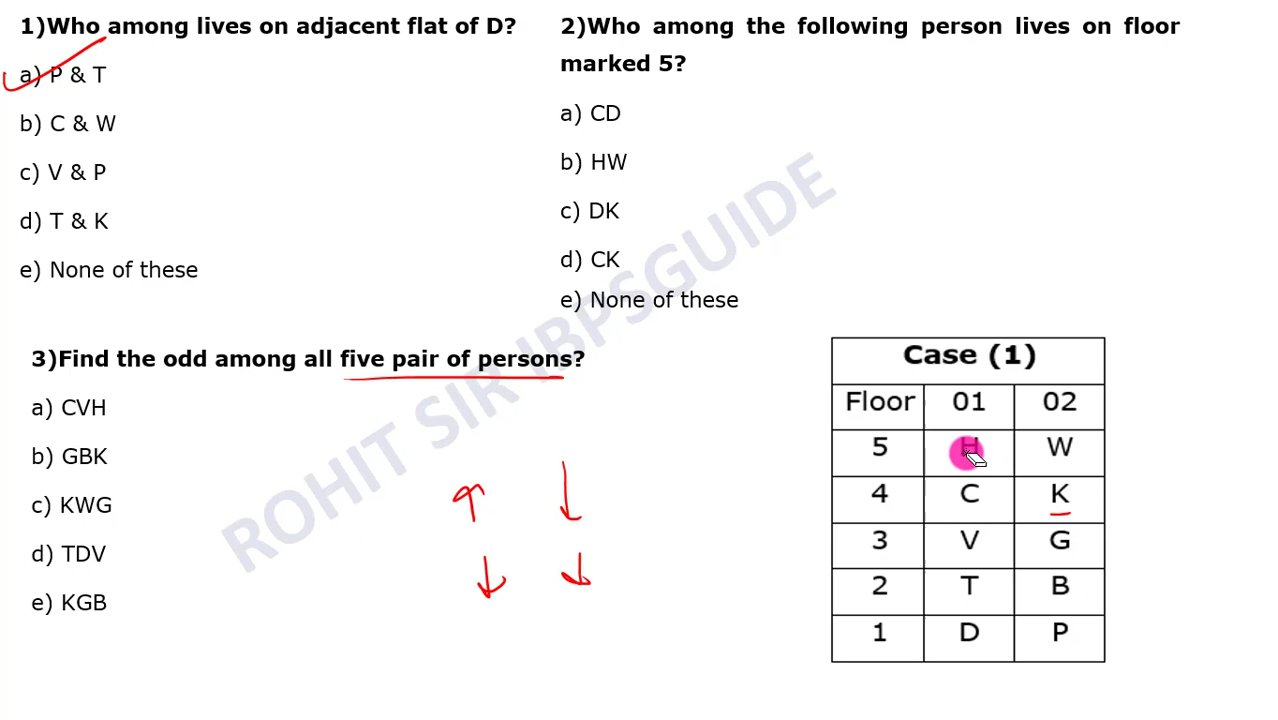 1)Who among lives on adjacent flat of D?
a) P & T
b) C & W
c) V & P
d) T & K
e) None of these
2)Who among the following person lives on floor
marked 5?
a) CD
b) HW
c) DK
d) CK
e) None of these
3)Find the odd among all five pair of persons?
a) CVH
b) GBK
c) KWG
d) TDV
e) KGB
Case (1)
Floor 01 02
5 H W
4 C K
3 V G
2 T B
1 D P
ROHIT SIR IBPSGUIDE